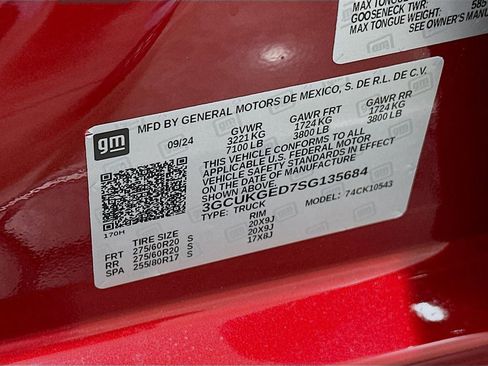 MAX TONGUE
GOOSENECK TWR: 585
MAX TONGUE WEIGHT:
SEE OWNER'S MANUAL
gm
MFD BY GENERAL MOTORS DE MEXICO, S. DE R.L. DE C.V.
09/24
GVWR GAWR FRT GAWR RR
3221 KG 1724 KG 1724 KG
7100 LB 3800 LB 3800 LB
THIS VEHICLE CONFORMS TO ALL
APPLICABLE U.S. FEDERAL MOTOR
VEHICLE SAFETY STANDARDS IN EFFECT
ON THE DATE OF MANUFACTURE
SHOWN ABOVE.
3GCUKGED7SG135684
TYPE: TRUCK MODEL: 74CK10543
170H
TIRE SIZE RIM
FRT 275/60R20 S 20X9J
RR 275/60R20 S 20X9J
SPA 255/80R17 S 17X8J